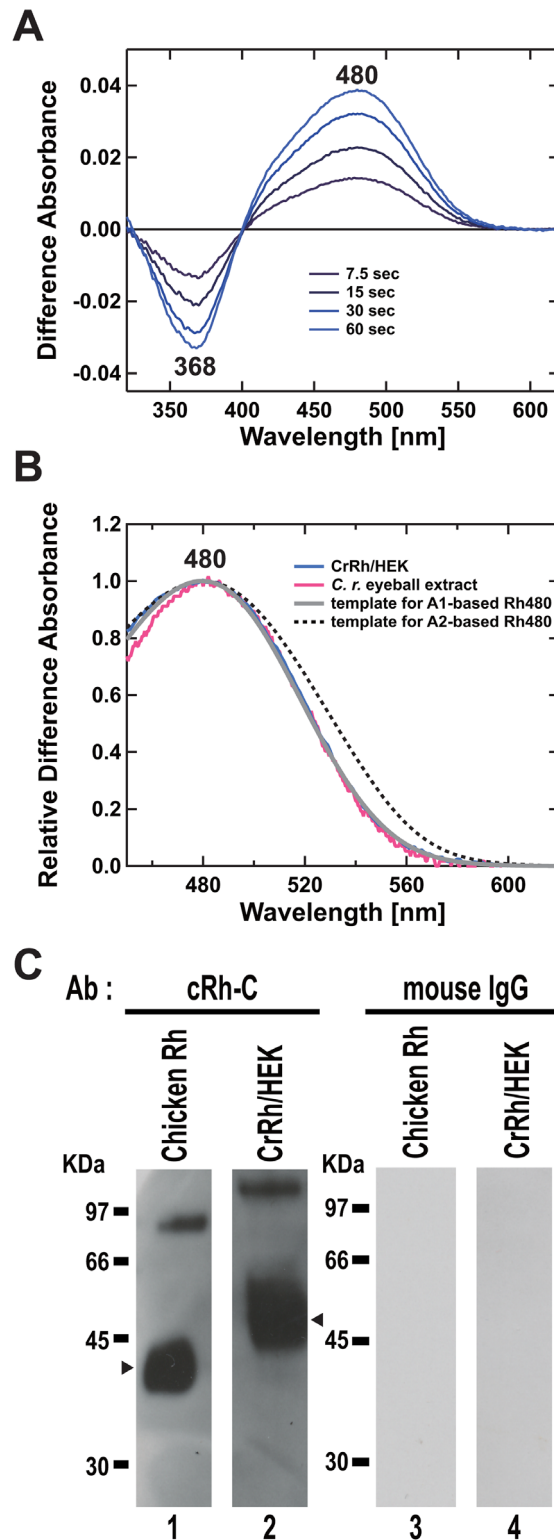 A
Difference Absorbance
0.04
0.02
0.00
-0.02
-0.04
480
368
7.5 sec
15 sec
30 sec
60 sec
350 400 450 500 550 600
Wavelength [nm]
B
Relative Difference Absorbance
1.2
1.0
0.8
0.6
0.4
0.2
0.0
480
CrRh/HEK
C. r. eyeball extract
template for A1-based Rh480
template for A2-based Rh480
480 520 560 600
Wavelength [nm]
C
Ab : cRh-C mouse IgG
Chicken Rh
CrRh/HEK
Chicken Rh
CrRh/HEK
KDa
97
66
45
30
KDa
97
66
45
30
1 2 3 4